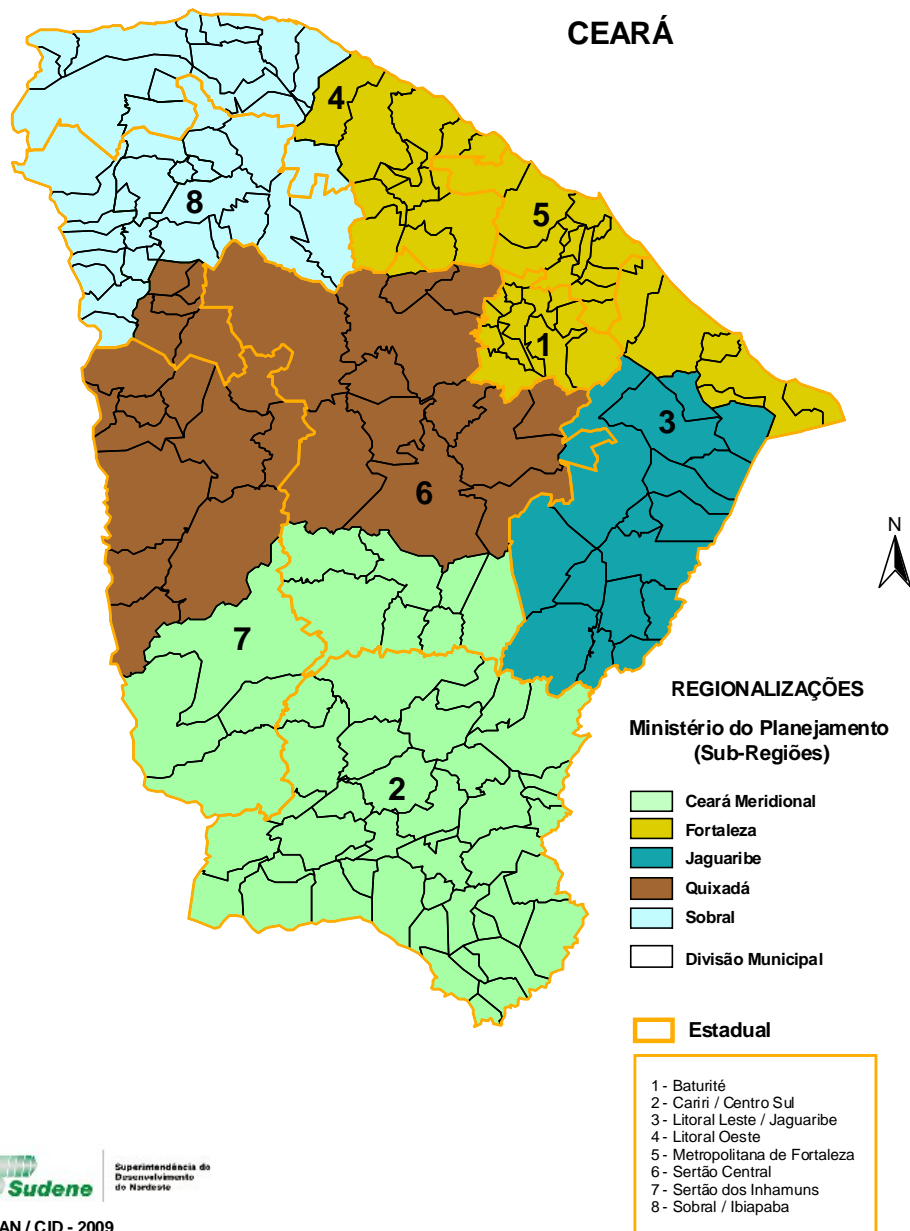 CEARÁ
4
8
5
1
3
6
N
7
2
REGIONALIZAÇÕES
Ministério do Planejamento
(Sub-Regiões)
Ceará Meridional
Fortaleza
Jaguaribe
Quixadá
Sobral
Divisão Municipal
Estadual
1 - Baturité
2 - Cariri / Centro Sul
3 - Litoral Leste / Jaguaribe
4 - Litoral Oeste
5 - Metropolitana de Fortaleza
6 - Sertão Central
7 - Sertão dos Inhamuns
8 - Sobral / Ibiapaba
Sudene
Superintendência do
Desenvolvimento
do Nordeste
AN / CID - 2009